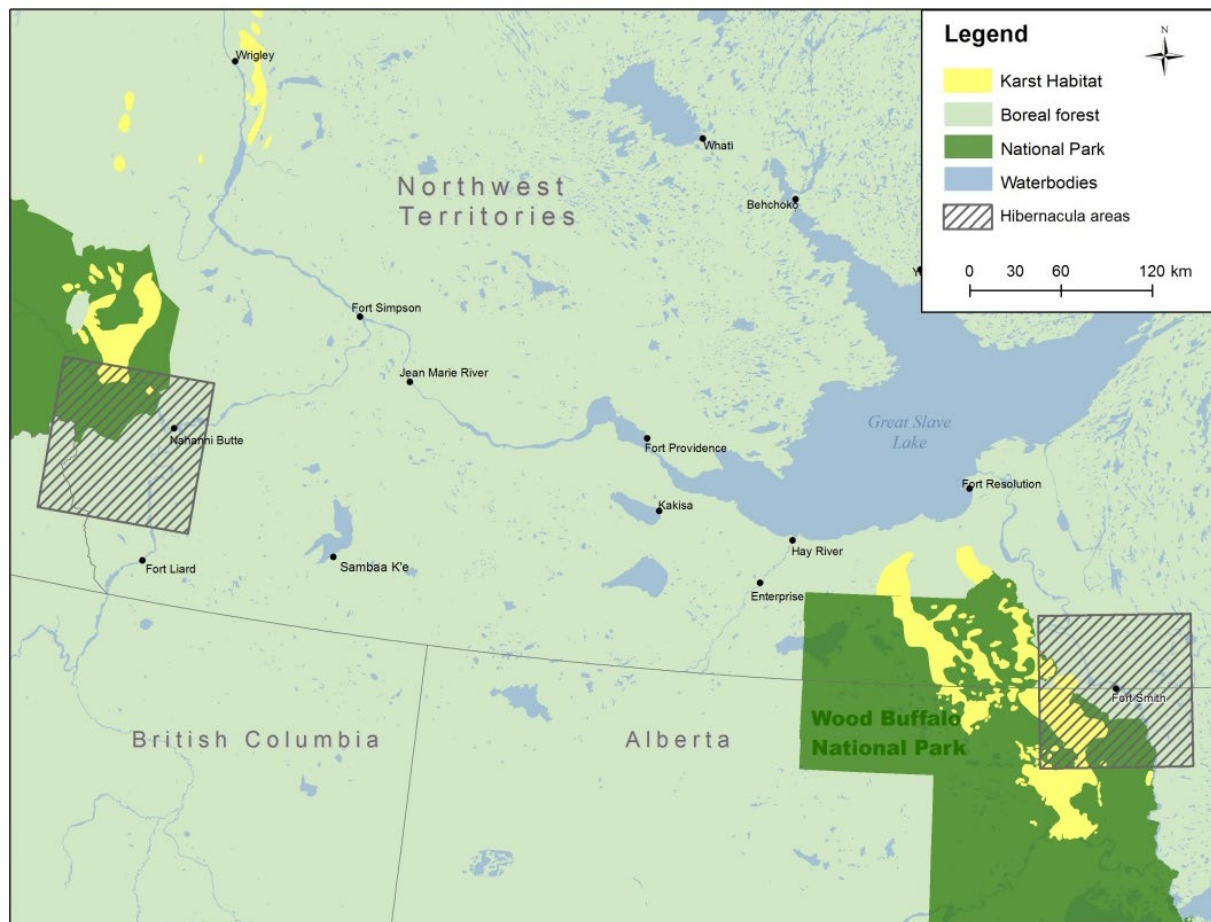 Legend
N
Karst Habitat
Boreal forest
National Park
Waterbodies
Hibernacula areas
0 30 60 120 km
Wrigley
Whatì
Northwest
Territories
Behchoko
Y
Fort Simpson
Jean Marie River
Great Slave
Lake
Nahanni Butte
Fort Providence
Fort Resolution
Kakisa
Hay River
Fort Liard
Sambaa K'e
Enterprise
Fort Smith
British Columbia
Alberta
Wood Buffalo
National Park